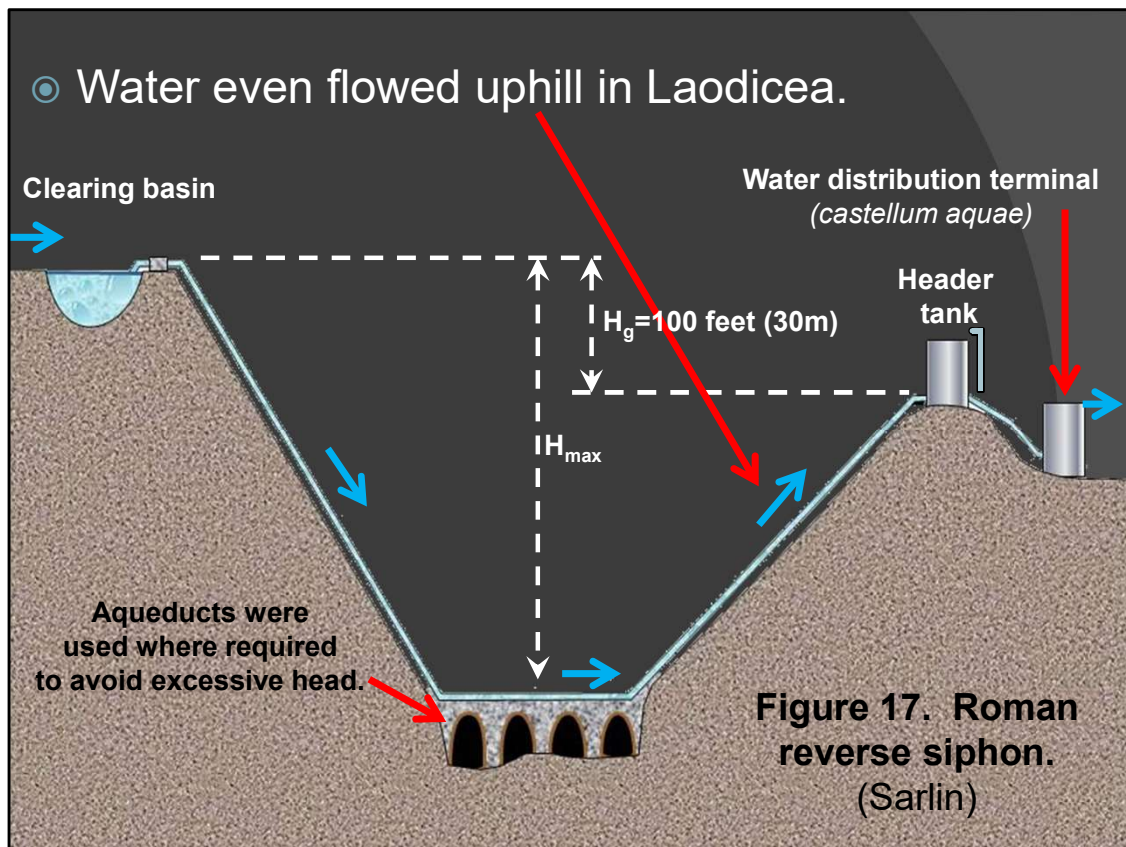 Water even flowed uphill in Laodicea.
Clearing basin
Water distribution terminal
(castellum aquae)
Header
tank
Hg=100 feet (30m)
Hmax
Aqueducts were
used where required
to avoid excessive head.
Figure 17. Roman
reverse siphon.
(Sarlin)